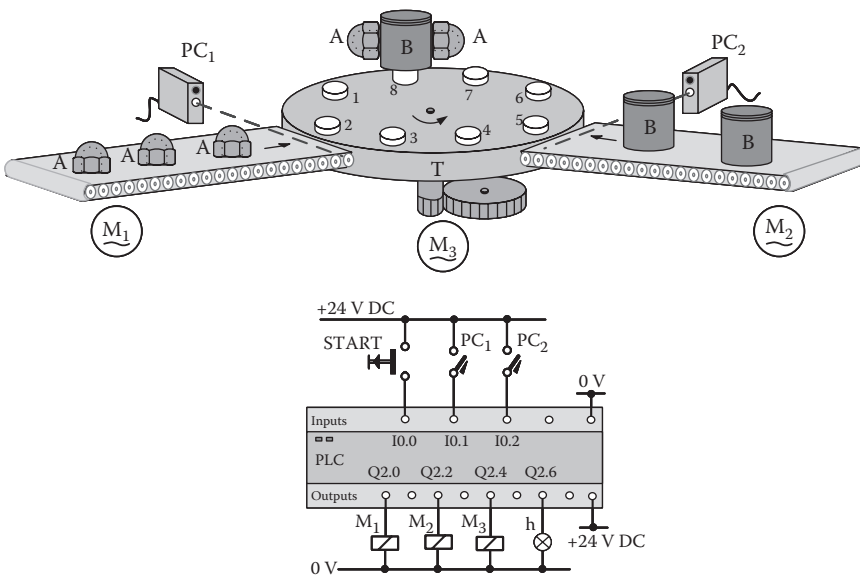 A B A
PC1 PC2
8 7
1 6
2 5
3 4
A A A B B
T
M1 M3 M2
+24 V DC
START PC1 PC2
0 V
Inputs
I0.0 I0.1 I0.2
PLC
Q2.0 Q2.2 Q2.4 Q2.6
Outputs
M1 M2 M3 h
+24 V DC
0 V